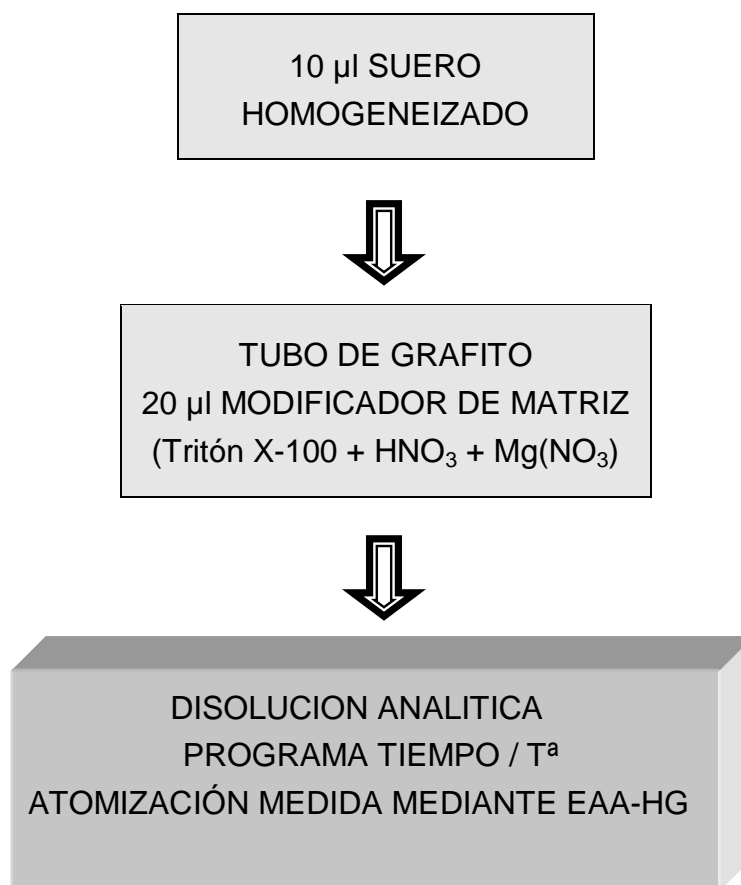 10 µl SUERO
HOMOGENEIZADO
TUBO DE GRAFITO
20 µl MODIFICADOR DE MATRIZ
(Tritón X-100 + HNO₃ + Mg(NO₃)
DISOLUCION ANALITICA
PROGRAMA TIEMPO / Tª
ATOMIZACIÓN MEDIDA MEDIANTE EAA-HG